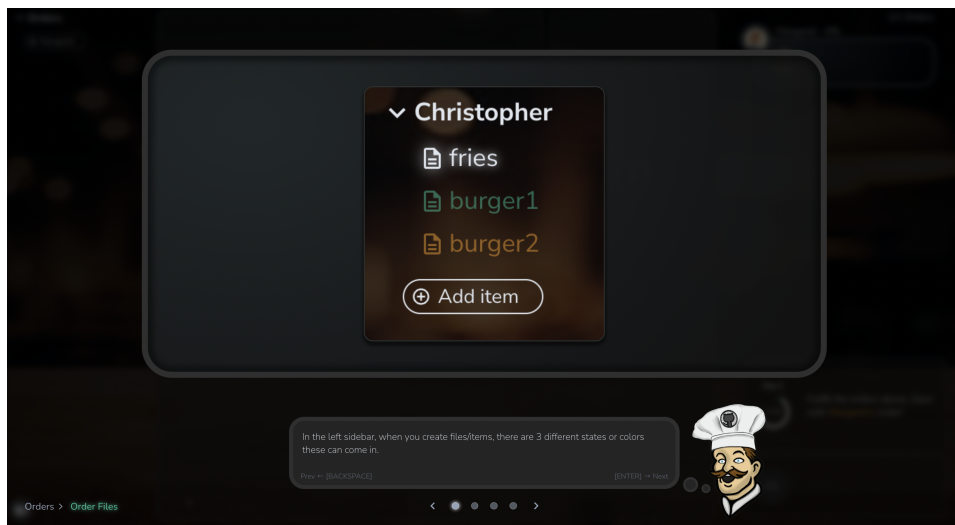 Christopher
fries
burger1
burger2
Add item
In the left sidebar, when you create files/items, there are 3 different states or colors
these can come in.
Prev ← [BACKSPACE]
[ENTER] → Next
Orders > Order Files